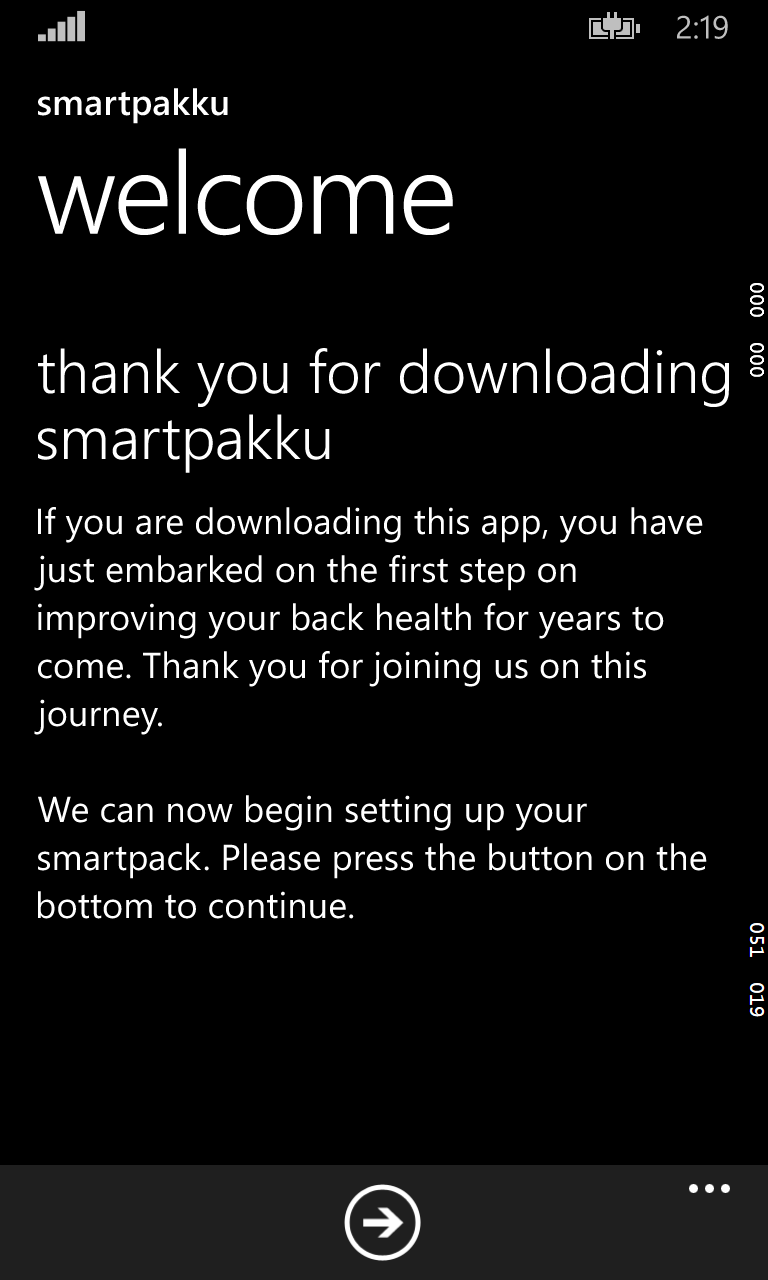 2:19
smartpakku
welcome
000 000
thank you for downloading
smartpakku
If you are downloading this app, you have
just embarked on the first step on
improving your back health for years to
come. Thank you for joining us on this
journey.
We can now begin setting up your
smartpack. Please press the button on the
bottom to continue.
051 019